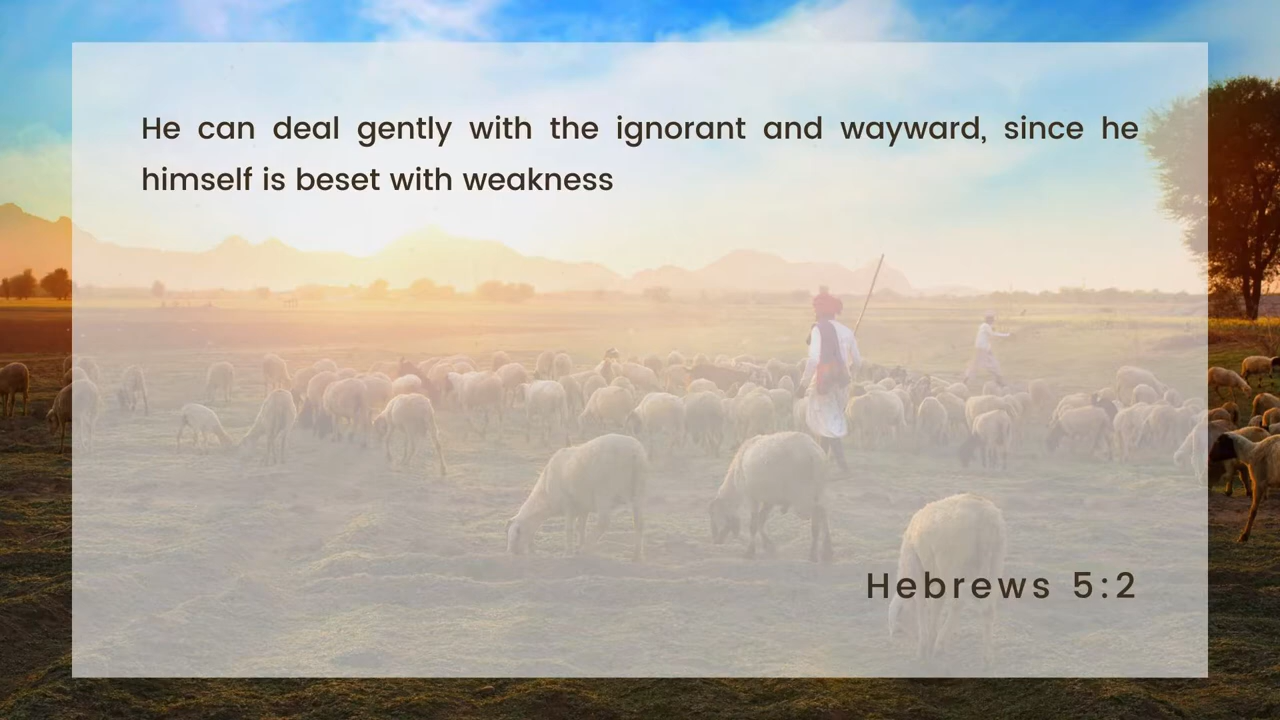 He can deal gently with the ignorant and wayward, since he
himself is beset with weakness
Hebrews 5:2